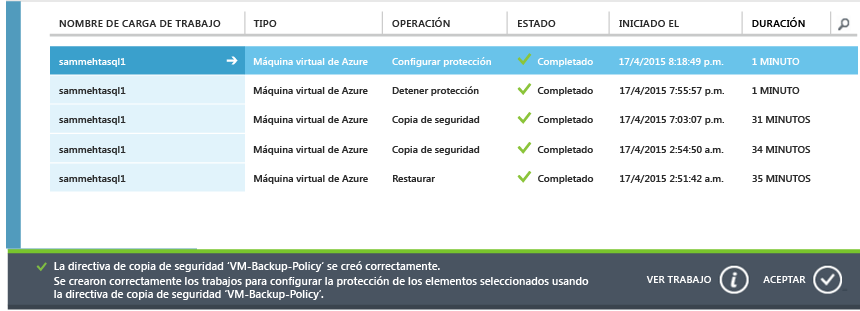 NOMBRE DE CARGA DE TRABAJO TIPO OPERACIÓN ESTADO INICIADO EL DURACIÓN
sammehtasql1 Máquina virtual de Azure Configurar protección Completado 17/4/2015 8:18:49 p.m. 1 MINUTO
sammehtasql1 Máquina virtual de Azure Detener protección Completado 17/4/2015 7:55:57 p.m. 1 MINUTO
sammehtasql1 Máquina virtual de Azure Copia de seguridad Completado 17/4/2015 7:03:07 p.m. 31 MINUTOS
sammehtasql1 Máquina virtual de Azure Copia de seguridad Completado 17/4/2015 2:54:50 a.m. 34 MINUTOS
sammehtasql1 Máquina virtual de Azure Restaurar Completado 17/4/2015 2:51:42 a.m. 35 MINUTOS
La directiva de copia de seguridad 'VM-Backup-Policy' se creó correctamente.
Se crearon correctamente los trabajos para configurar la protección de los elementos seleccionados usando
la directiva de copia de seguridad 'VM-Backup-Policy'.
VER TRABAJO ACEPTAR